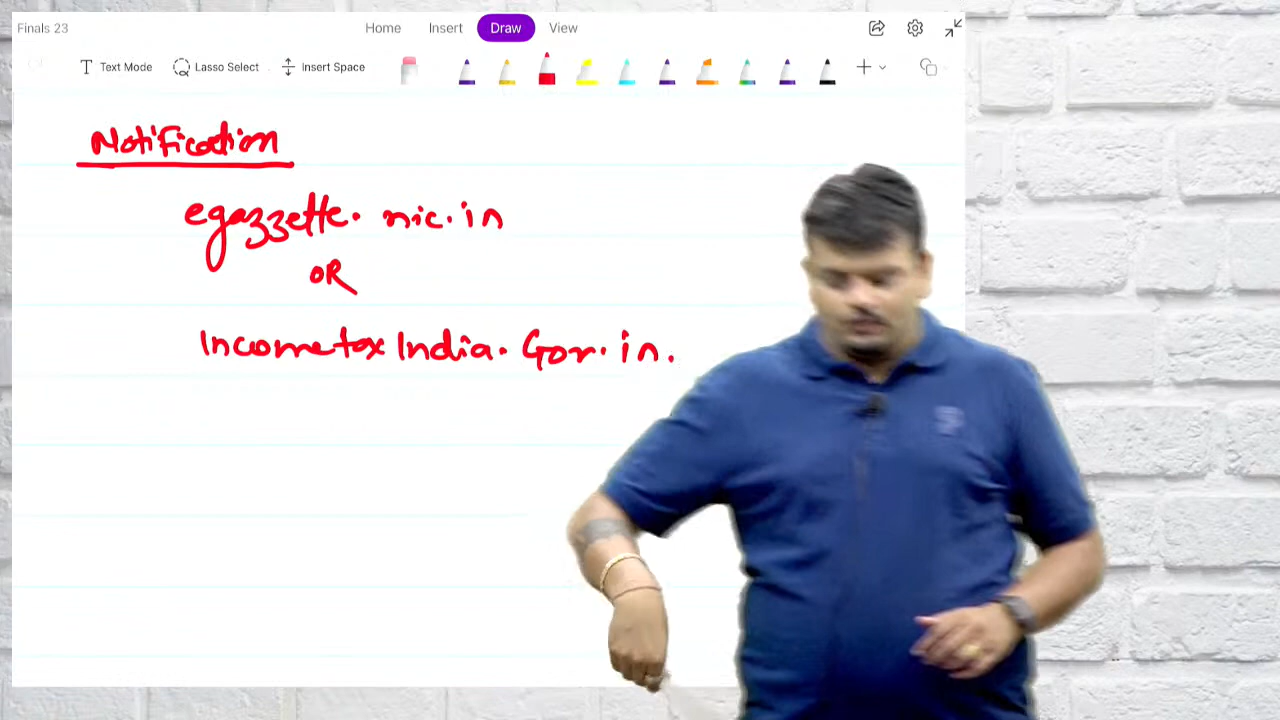 Finals 23
Home Insert Draw View
Text Mode Lasso Select Insert Space
Notification
egazzette. nic.in
OR
Incometax India. Gov. in.